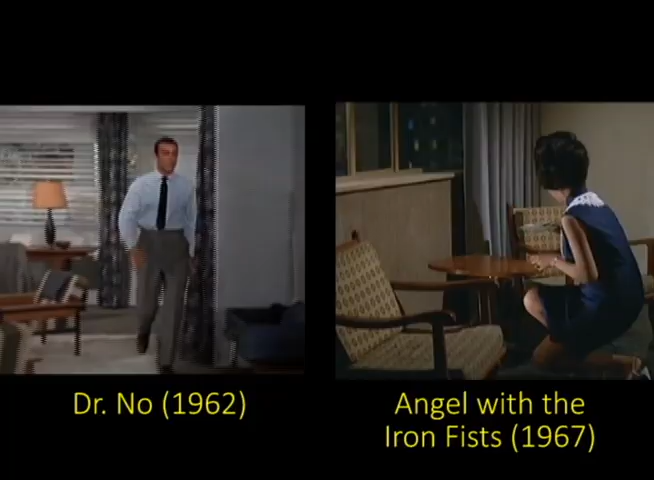 Dr. No (1962)
Angel with the
Iron Fists (1967)